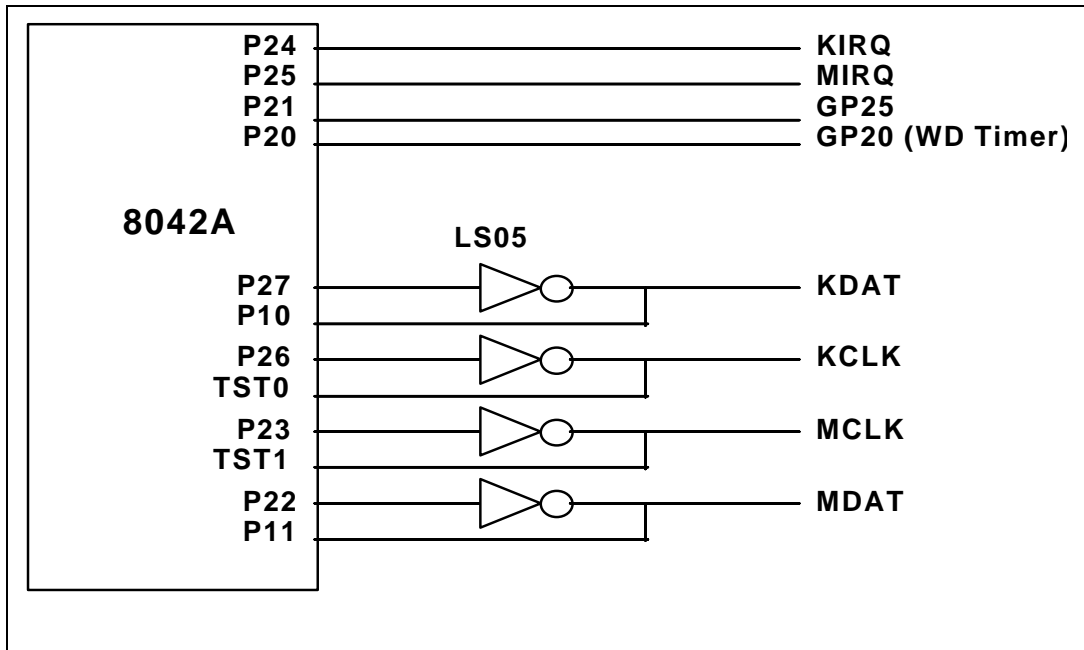 P24 KIRQ
P25 MIRQ
P21 GP25
P20 GP20 (WD Timer)
8042A
LS05
P27 KDAT
P10
P26 KCLK
TST0
P23 MCLK
TST1
P22 MDAT
P11